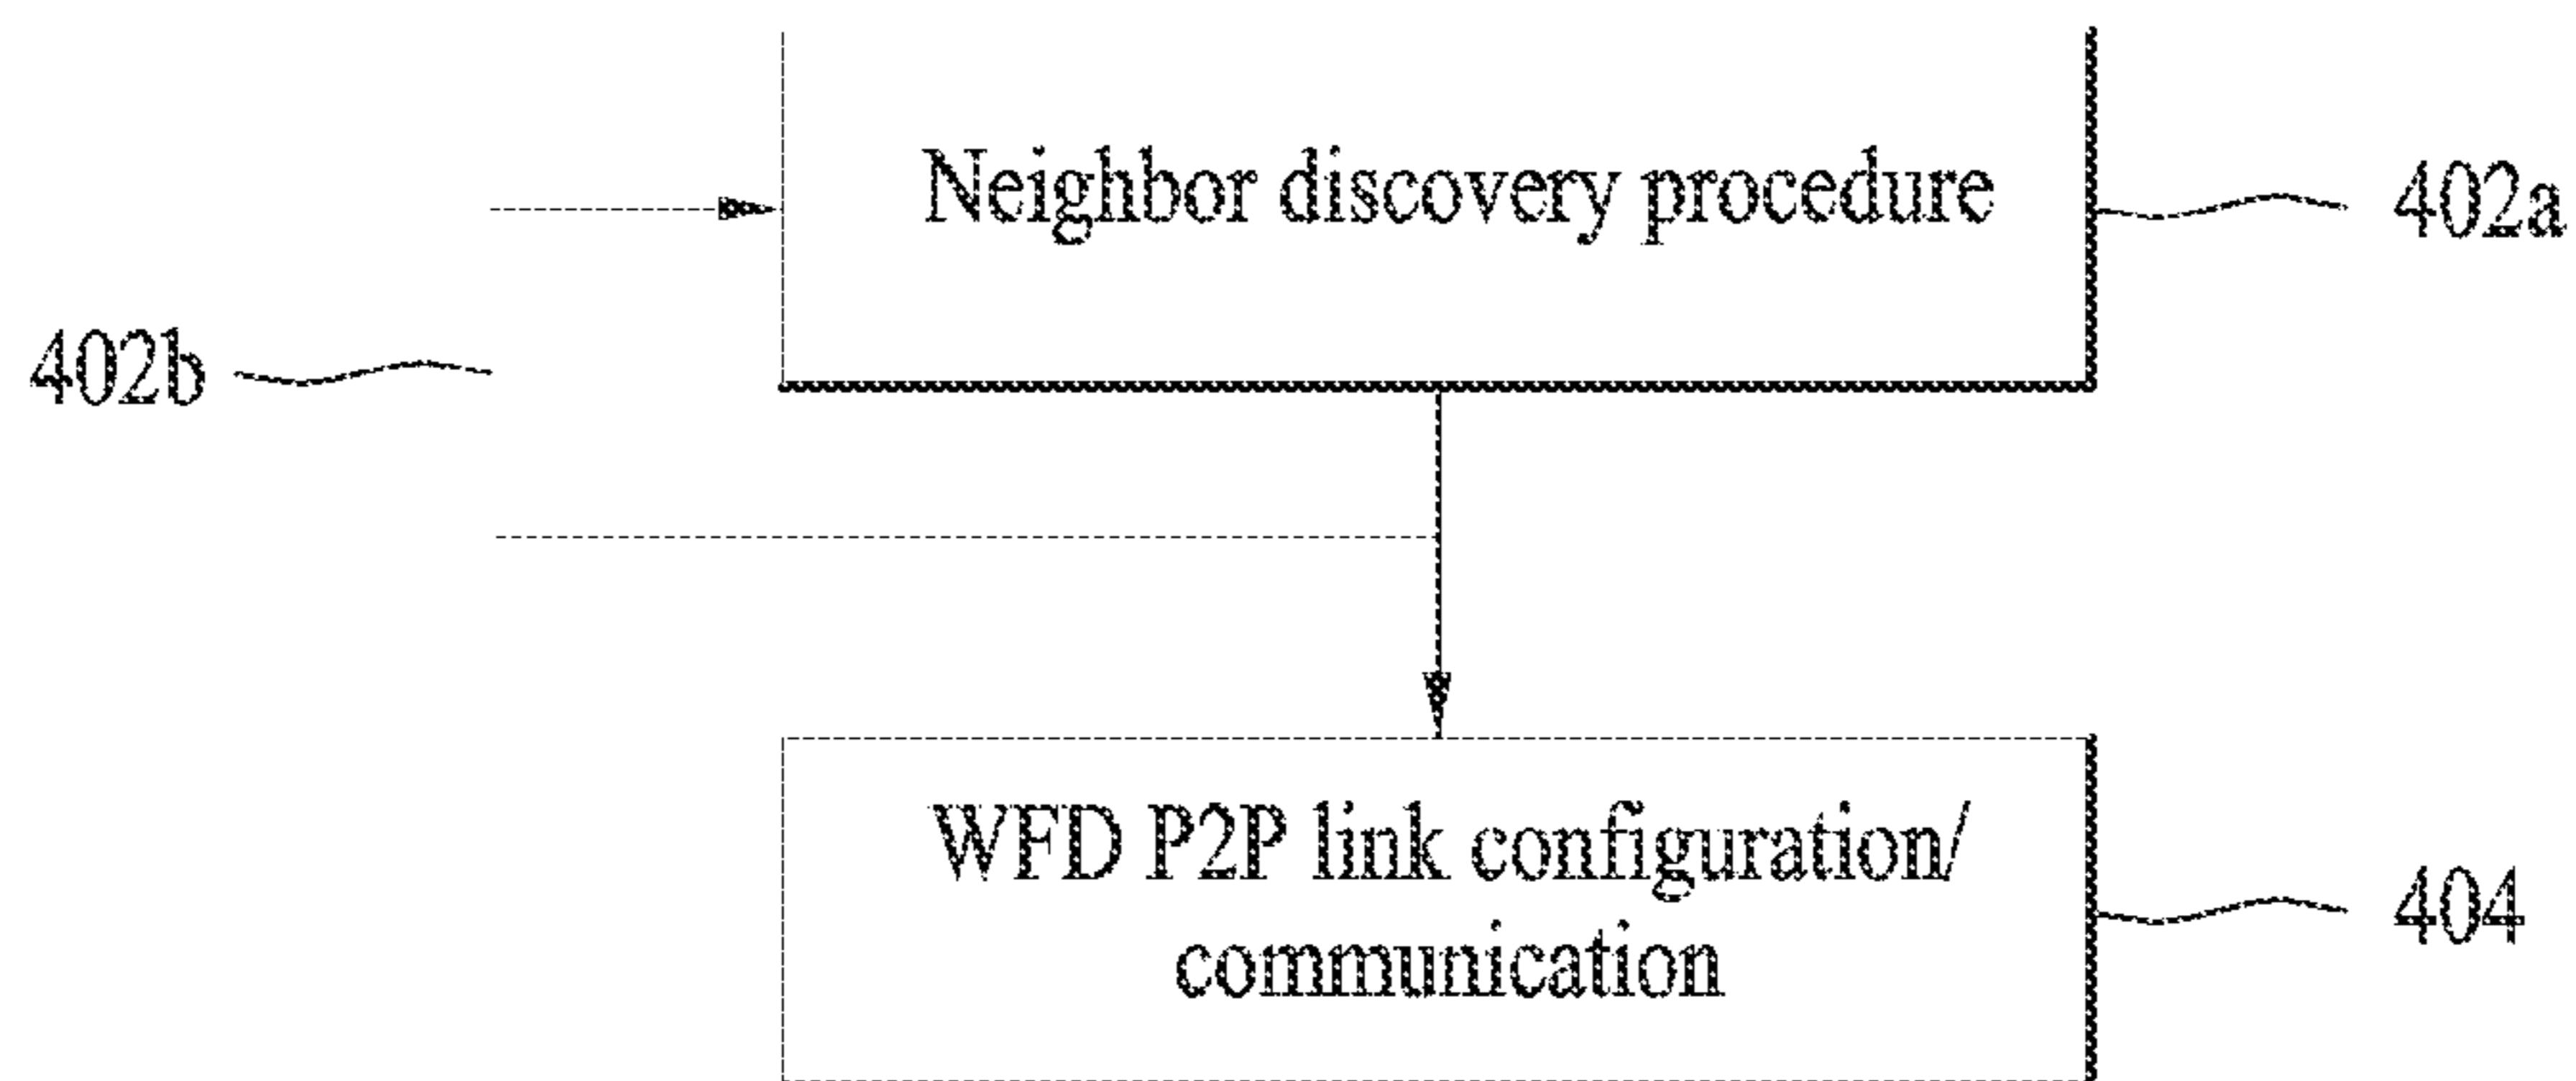 Neighbor discovery procedure
402a
402b
WFD P2P link configuration/
communication
404